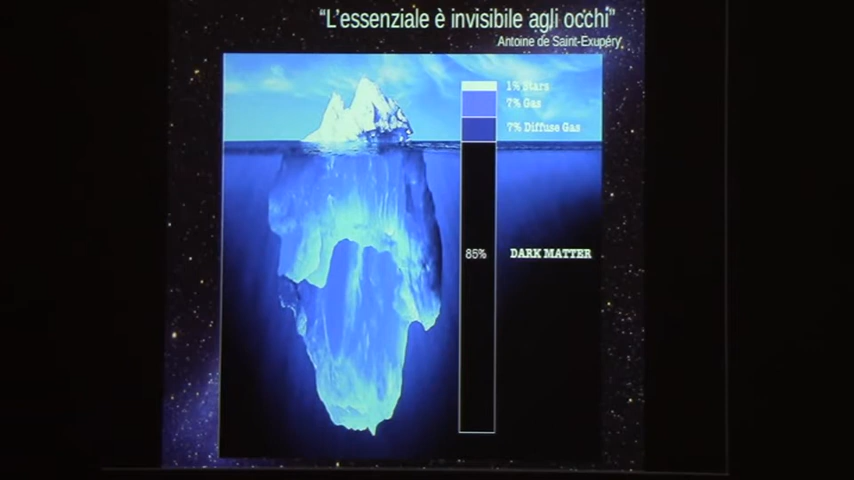 “L'essenziale è invisibile agli occhi”
Antoine de Saint-Exupéry,
1% Stars
7% Gas
7% Diffuse Gas
85% DARK MATTER